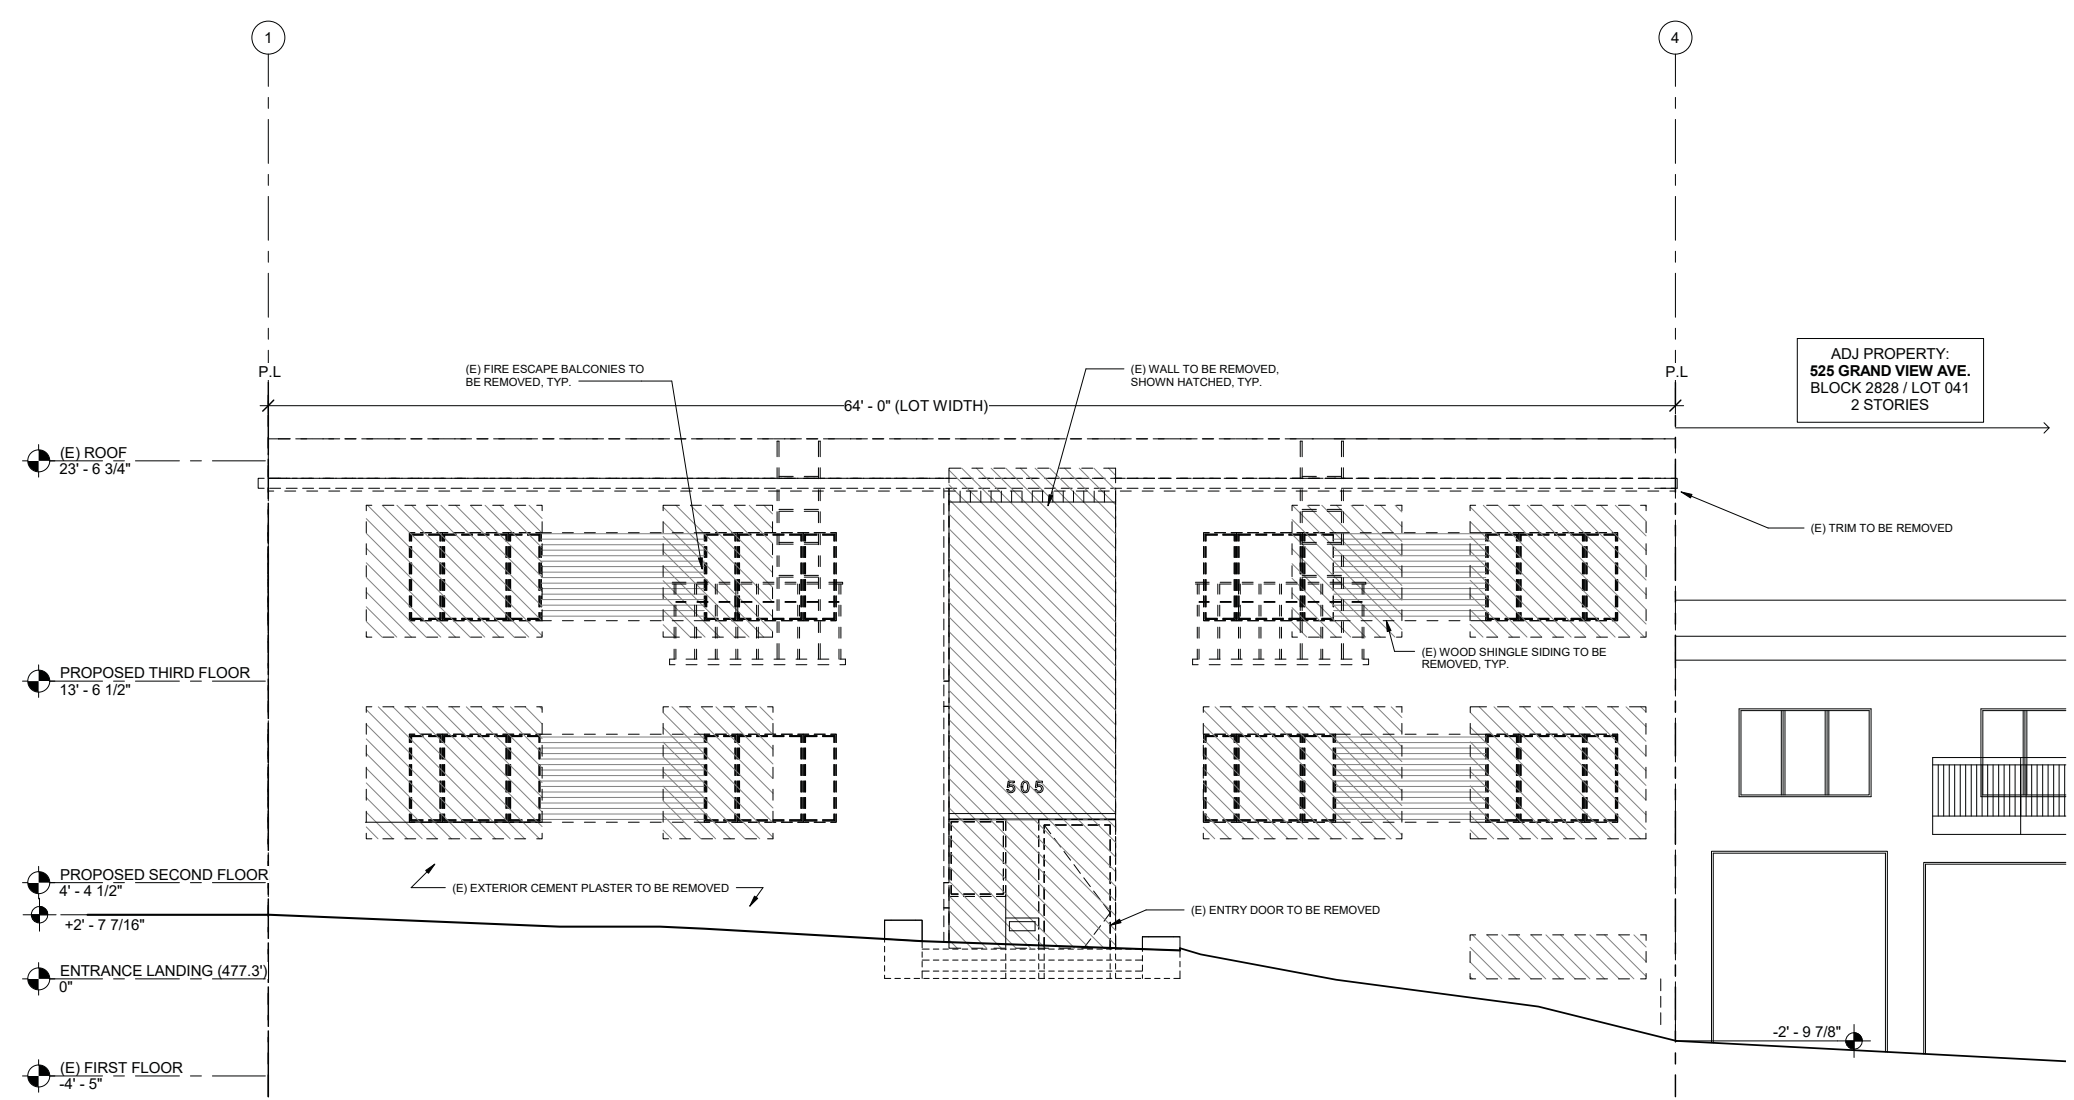 1
4
P.L
P.L
ADJ PROPERTY:
525 GRAND VIEW AVE.
BLOCK 2828 / LOT 041
2 STORIES
(E) FIRE ESCAPE BALCONIES TO
BE REMOVED, TYP.
(E) WALL TO BE REMOVED,
SHOWN HATCHED, TYP.
64' - 0" (LOT WIDTH)
(E) ROOF
23' - 6 3/4"
(E) TRIM TO BE REMOVED
(E) WOOD SHINGLE SIDING TO BE
REMOVED, TYP.
PROPOSED THIRD FLOOR
13' - 6 1/2"
505
PROPOSED SECOND FLOOR
4' - 4 1/2"
(E) EXTERIOR CEMENT PLASTER TO BE REMOVED
(E) ENTRY DOOR TO BE REMOVED
+2' - 7 7/16"
ENTRANCE LANDING (477.3')
0"
-2' - 9 7/8"
(E) FIRST FLOOR
-4' - 5"